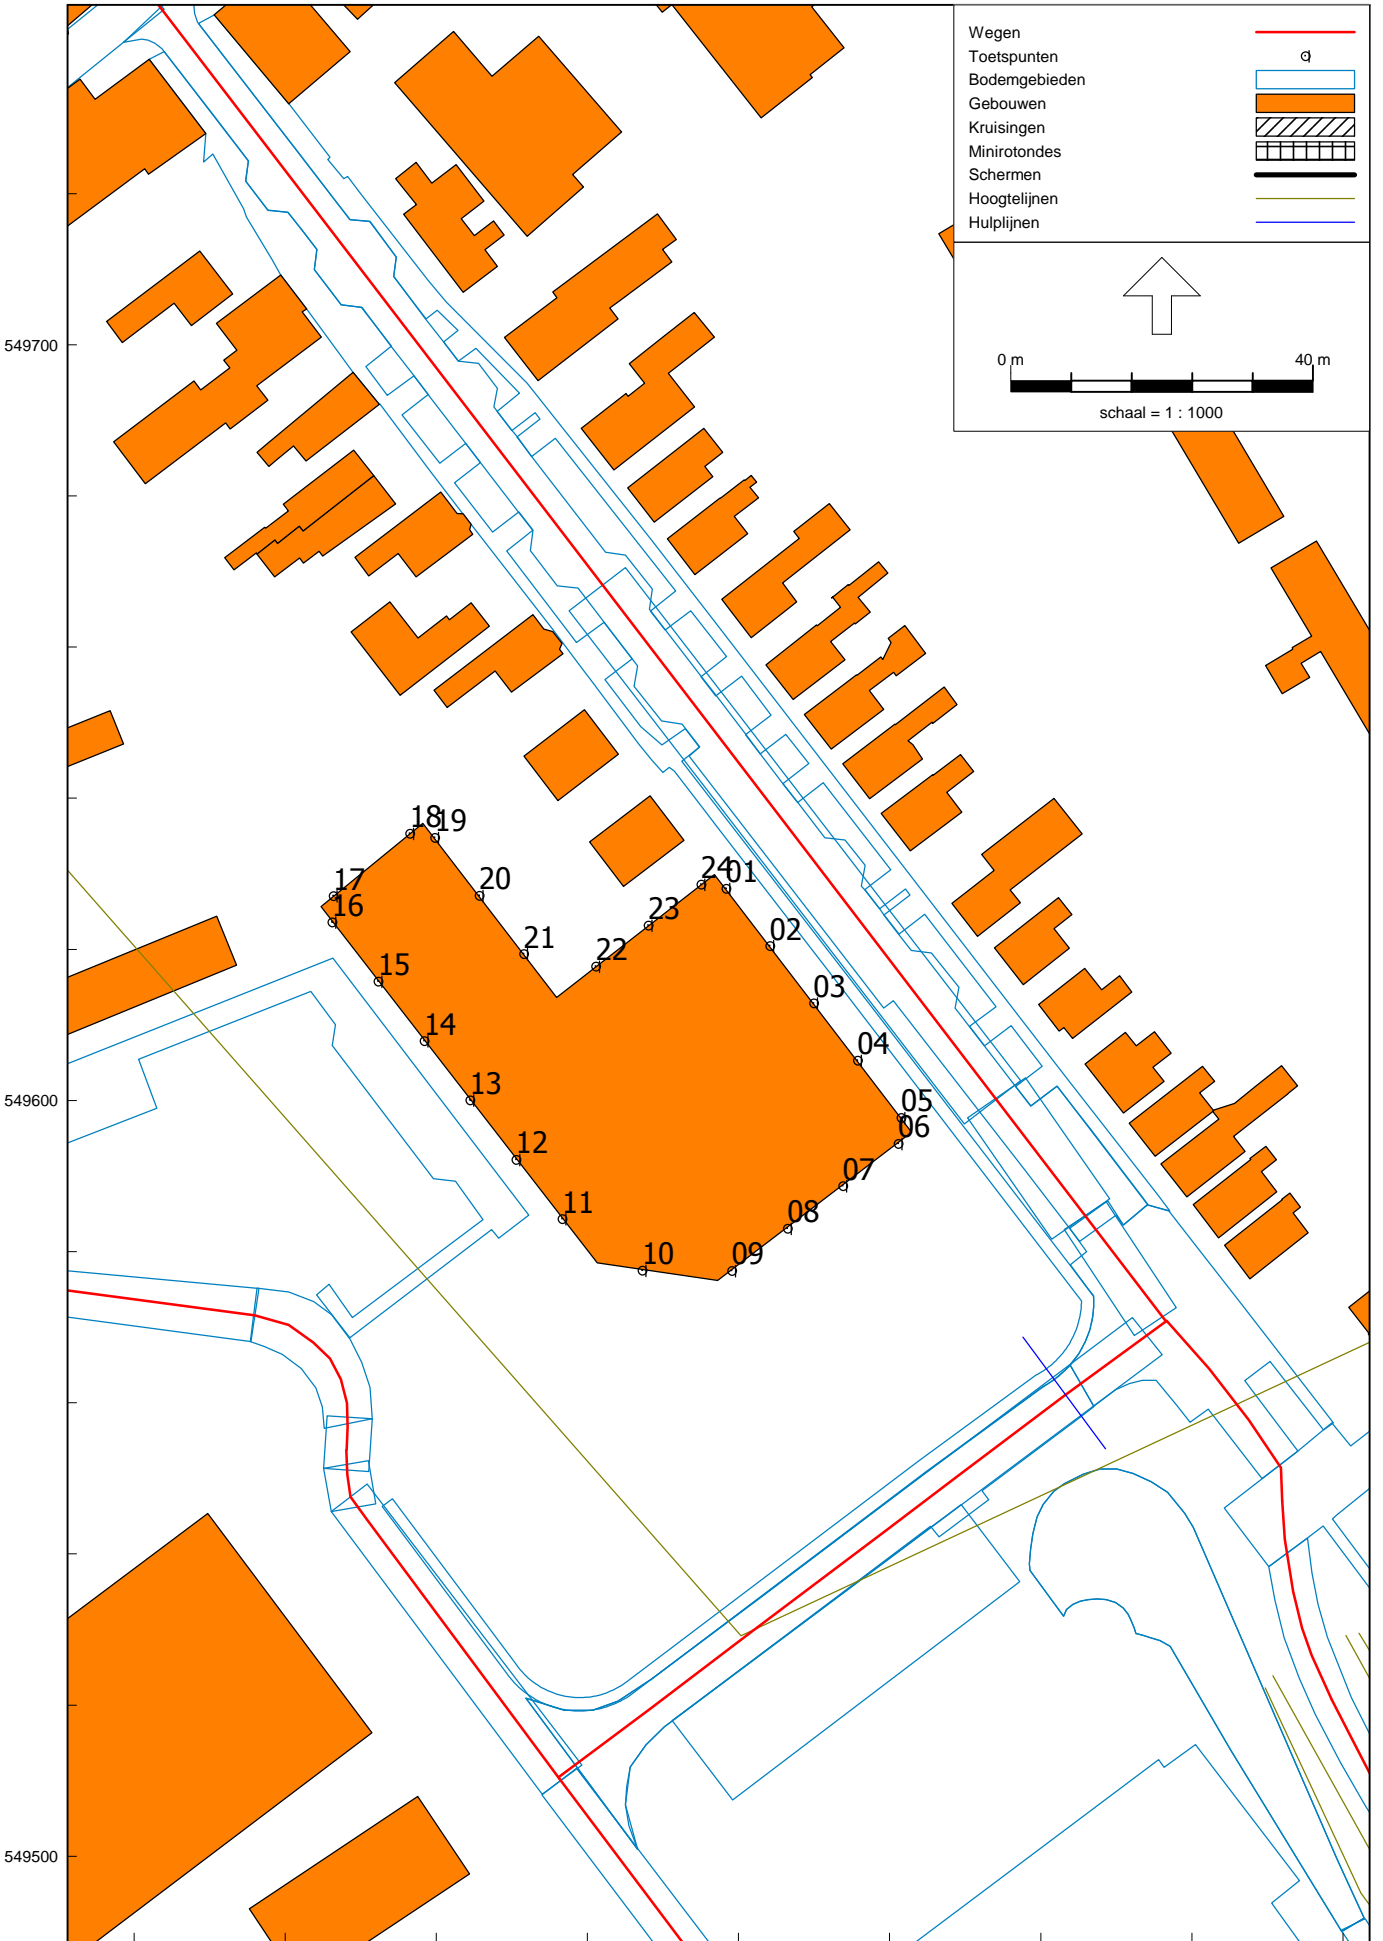 Wegen
Toetspunten
Bodemgebieden
Gebouwen
Kruisingen
Minirotondes
Schermen
Hoogtelijnen
Hulplijnen
0 m 40 m
schaal = 1 : 1000
549700
18 19
17 20 24 01
16 23
21 22 02
15 03
14 04
549600
13 05
06
12
07
11 08
10 09
549500